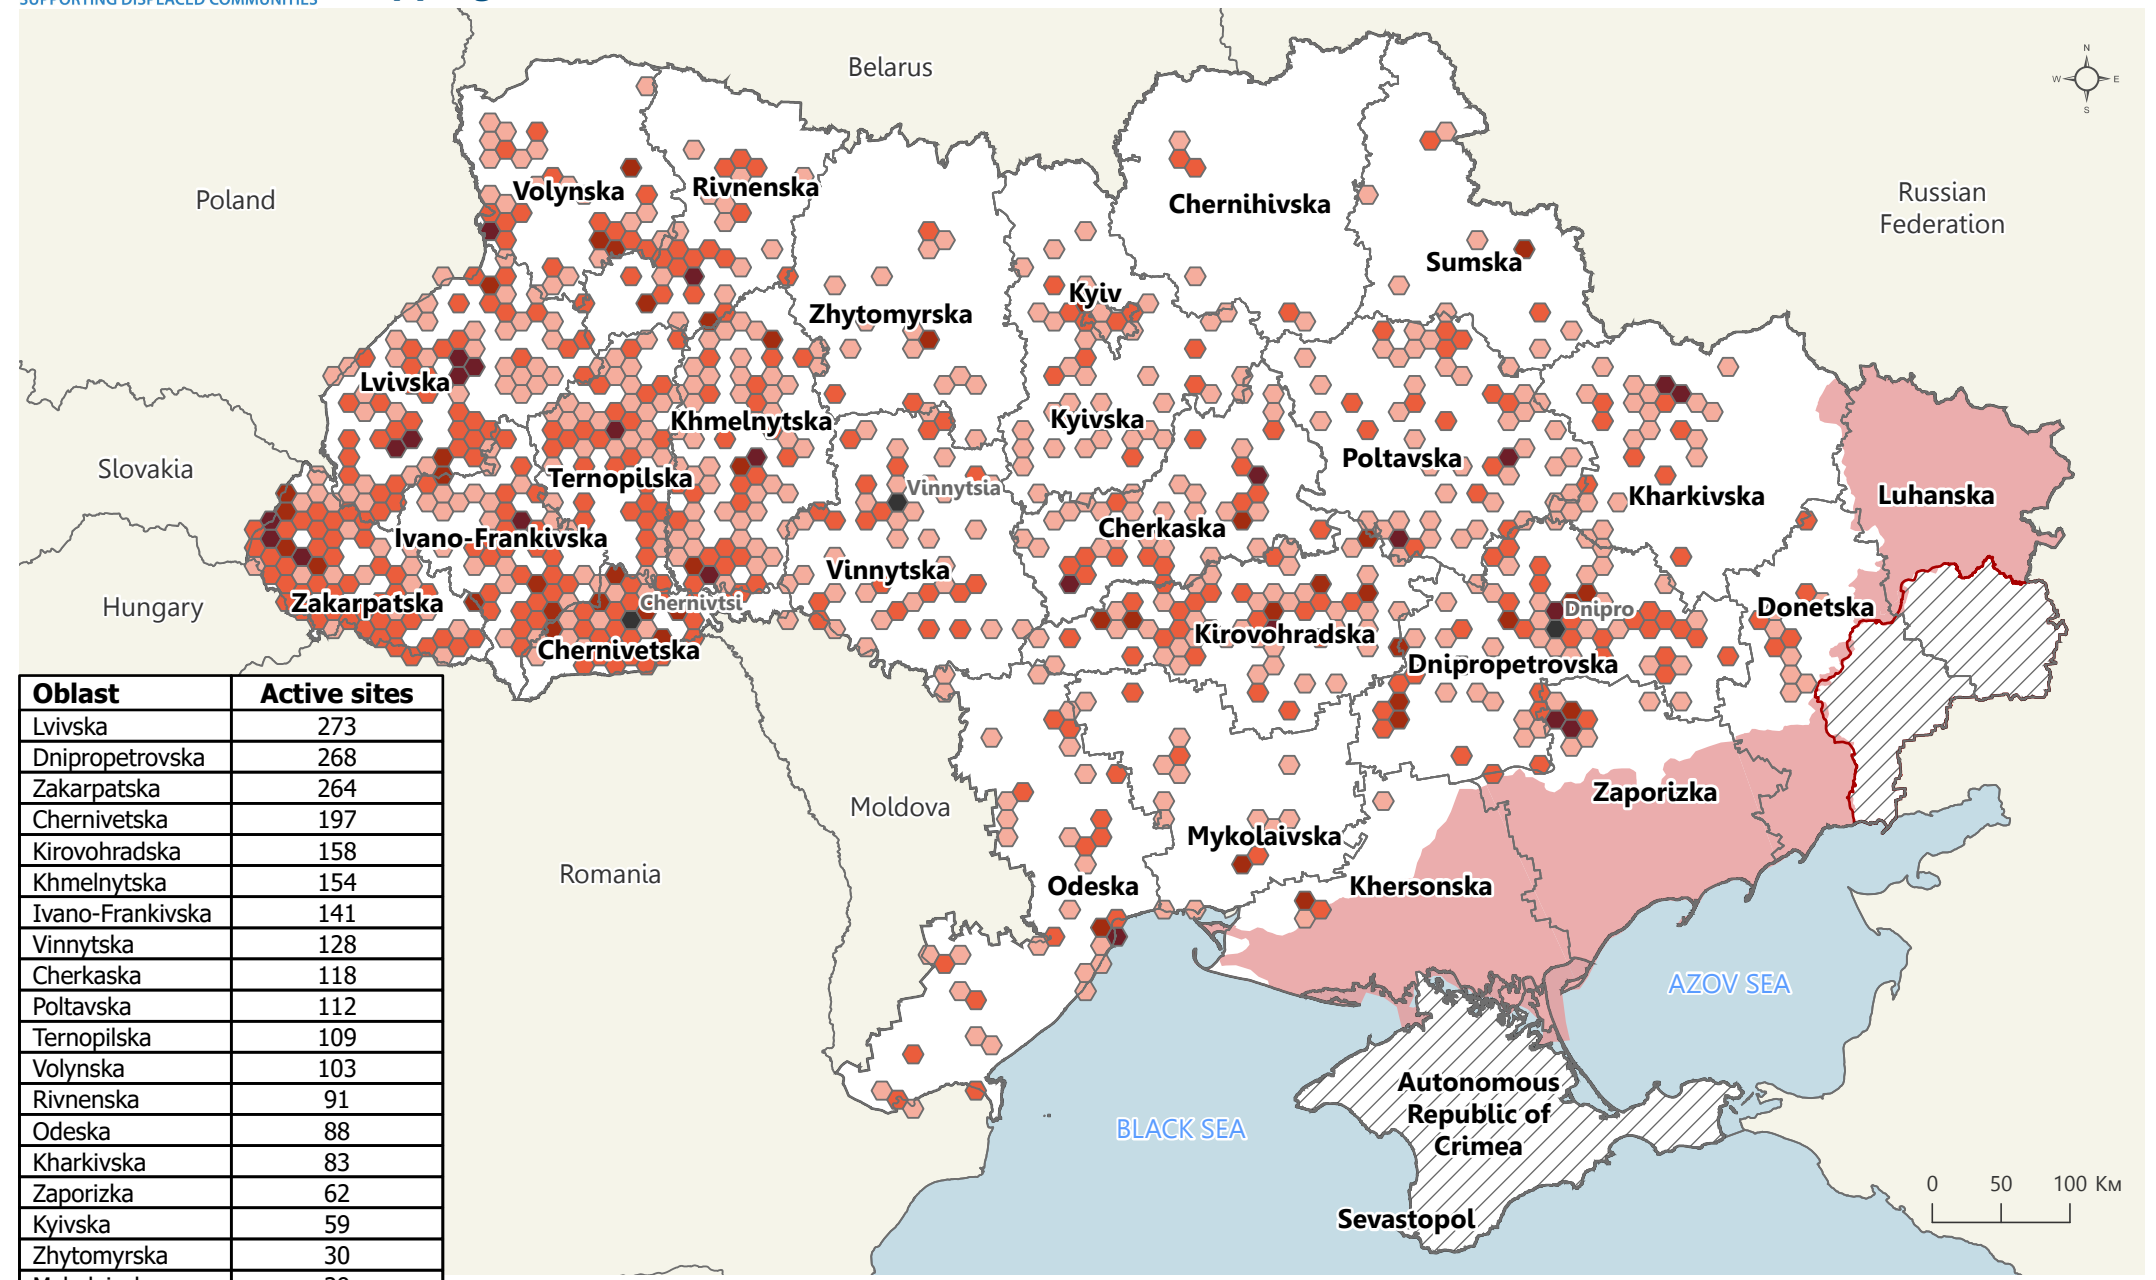 SUPPORTING DISPLACED COMMUNITIES
Belarus
N
W E
S
Poland
Volynska
Rivnenska
Chernihivska
Russian
Federation
Sumska
Kyiv
Zhytomyrska
Lvivska
Khmelnytska
Kyivska
Slovakia
Ternopilska
Vinnytsia
Poltavska
Kharkivska
Luhanska
Ivano-Frankivska
Cherkaska
Vinnytska
Hungary
Zakarpatska
Chernivtsi
Dnipro
Donetska
Chernivetska
Kirovohradska
Dnipropetrovska
Moldova
Zaporizka
Romania
Mykolaivska
Odeska
Khersonska
AZOV SEA
BLACK SEA
Autonomous
Republic of
Crimea
Sevastopol
0 50 100 Км
Oblast Active sites
Lvivska 273
Dnipropetrovska 268
Zakarpatska 264
Chernivetska 197
Kirovohradska 158
Khmelnytska 154
Ivano-Frankivska 141
Vinnytska 128
Cherkaska 118
Poltavska 112
Ternopilska 109
Volynska 103
Rivnenska 91
Odeska 88
Kharkivska 83
Zaporizka 62
Kyivska 59
Zhytomyrska 30